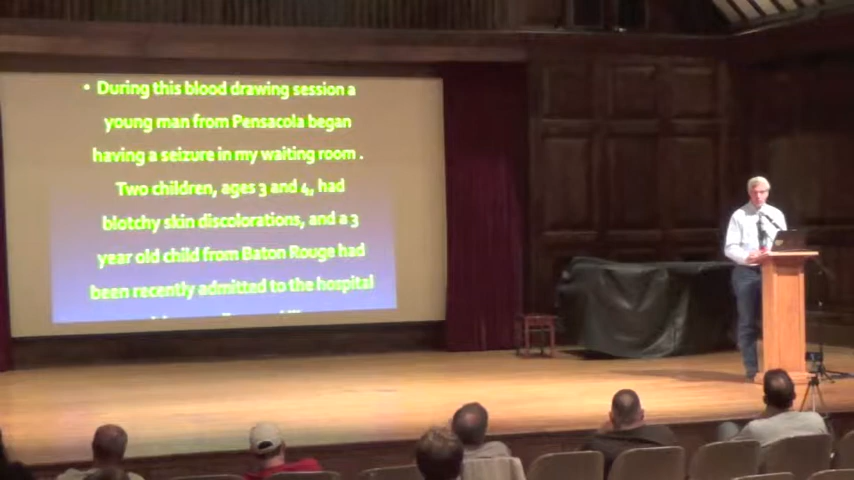 • During this blood drawing session a
young man from Pensacola began
having a seizure in my waiting room .
Two children, ages 3 and 4, had
blotchy skin discolorations, and a 3
year old child from Baton Rouge had
been recently admitted to the hospital